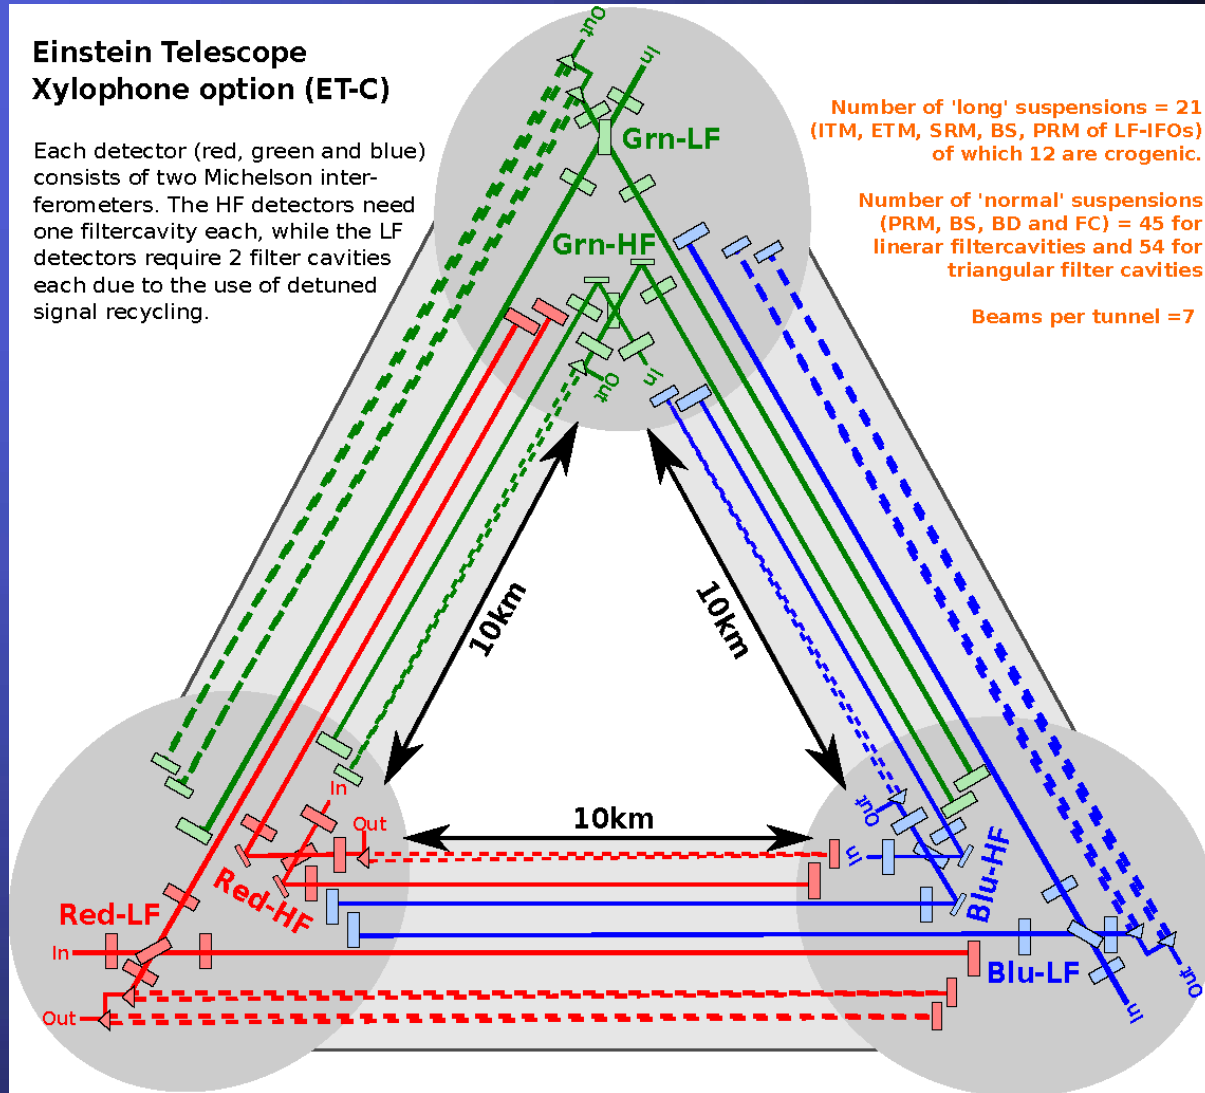 Einstein Telescope
Xylophone option (ET-C)
Each detector (red, green and blue)
consists of two Michelson inter-
ferometers. The HF detectors need
one filtercavity each, while the LF
detectors require 2 filter cavities
each due to the use of detuned
signal recycling.
Number of 'long' suspensions = 21
(ITM, ETM, SRM, BS, PRM of LF-IFOs)
of which 12 are crogenic.
Number of 'normal' suspensions
(PRM, BS, BD and FC) = 45 for
linerar filtercavities and 54 for
triangular filter cavities
Beams per tunnel =7
Out
In
Grn-LF
Grn-HF
In
Out
10km
10km
10km
In
Out
Red-HF
Red-LF
In
Out
Out
In
Blu-HF
Blu-LF
Out
In